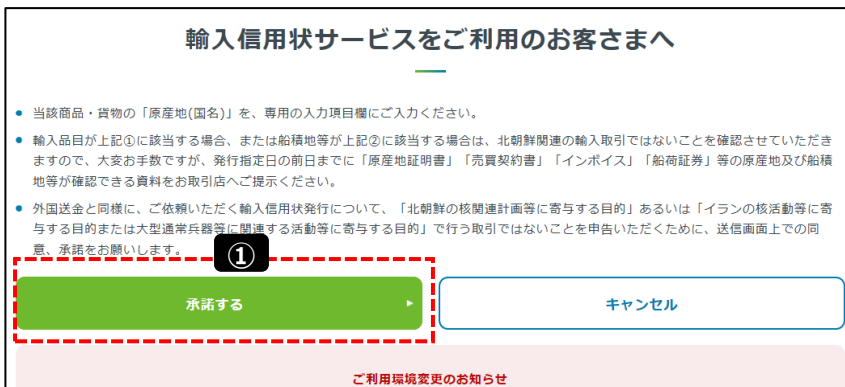 輸入信用状サービスをご利用のお客さまへ
当該商品・貨物の「原産地(国名)」を、専用の入力項目欄にご入力ください。
輸入品目が上記①に該当する場合、または船積地等が上記②に該当する場合は、北朝鮮関連の輸入取引ではないことを確認させていただき
ますので、大変お手数ですが、発行指定日の前日までに「原産地証明書」「売買契約書」「インボイス」「船荷証券」等の原産地及び船積
地等が確認できる資料をお取引店へご提示ください。
外国送金と同様に、ご依頼いただく輸入信用状発行について、「北朝鮮の核関連計画等に寄与する目的」あるいは「イランの核活動等に寄
与する目的または大型通常兵器等に関連する活動等に寄与する目的」で行う取引ではないことを申告いただくために、送信画面上での同
意、承諾をお願いします。
①
承諾する
キャンセル
ご利用環境変更のお知らせ